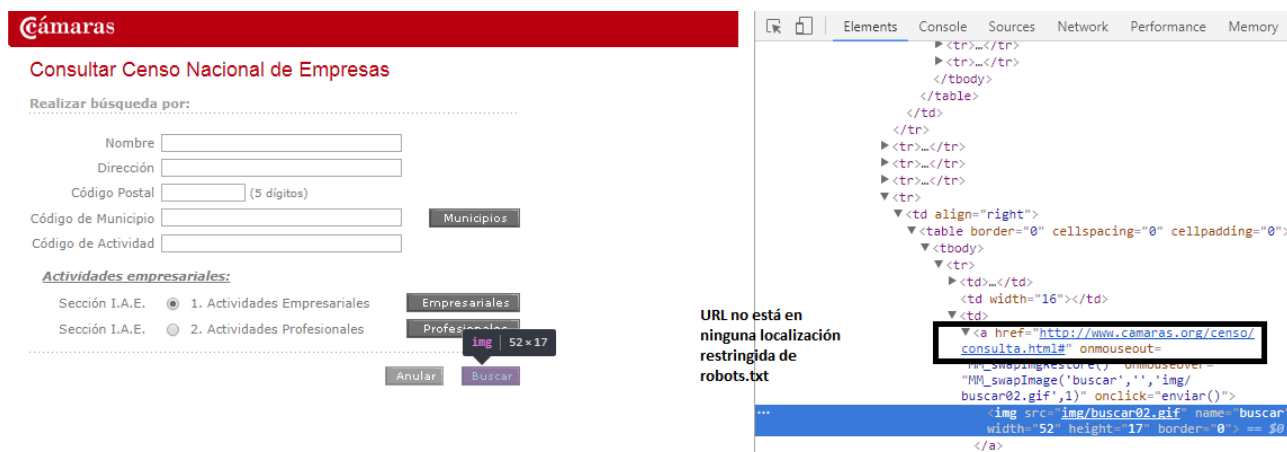 Cámaras
Consultar Censo Nacional de Empresas
Realizar búsqueda por:
Nombre
Dirección
Código Postal (5 dígitos)
Código de Municipio Municipios
Código de Actividad
Actividades empresariales:
Sección I.A.E. 1. Actividades Empresariales Empresariales
Sección I.A.E. 2. Actividades Profesionales Profesionales
img 52×17
Anular Buscar
URL no está en
ninguna localización
restringida de
robots.txt
Elements Console Sources Network Performance Memory
▶<tr>…</tr>
▶<tr>…</tr>
</tbody>
</table>
</td>
</tr>
▶<tr>…</tr>
▶<tr>…</tr>
▶<tr>…</tr>
▼<tr>
▼<td align="right">
▼<table border="0" cellspacing="0" cellpadding="0">
▼<tbody>
▼<tr>
▶<td>…</td>
<td width="16"></td>
▼<td>
▼<a href="http://www.camaras.org/censo/
consulta.html#" onmouseout=
"MM_swapImgRestore()" onmouseover=
"MM_swapImage('buscar','','img/
buscar02.gif',1)" onclick="enviar()">
… <img src="img/buscar02.gif" name="buscar"
width="52" height="17" border="0"> == $0
</a>